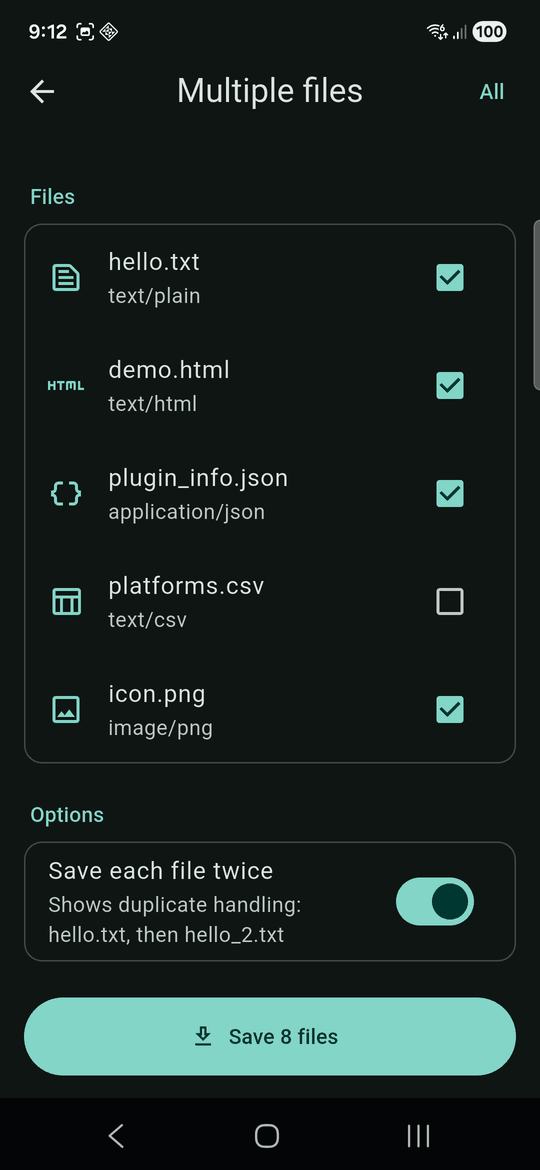 9:12
6
100
Multiple files
All
Files
hello.txt
text/plain
HTML
demo.html
text/html
plugin_info.json
application/json
platforms.csv
text/csv
icon.png
image/png
Options
Save each file twice
Shows duplicate handling:
hello.txt, then hello_2.txt
Save 8 files